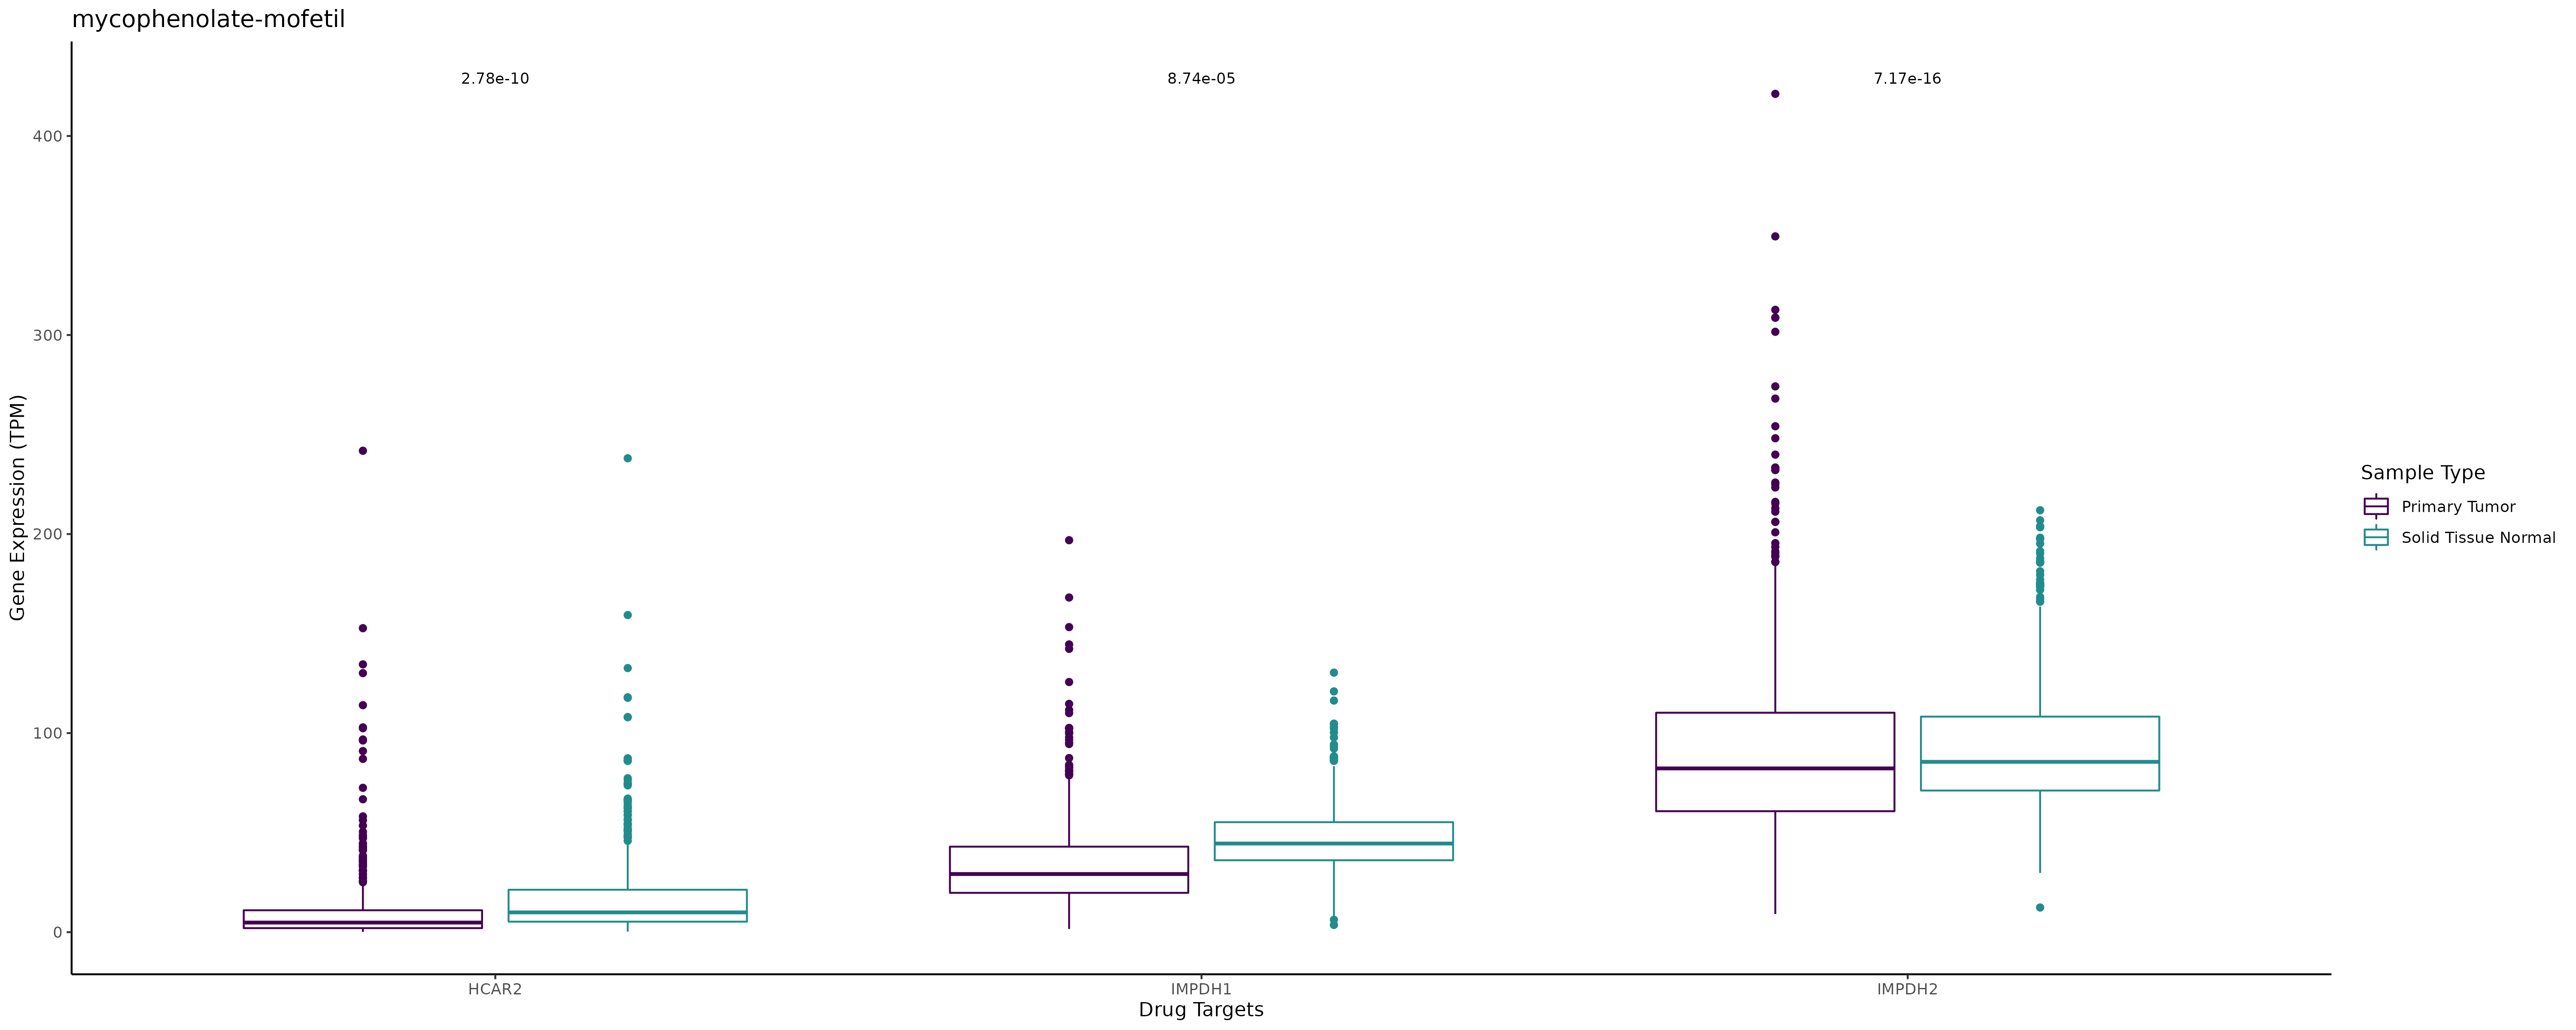 mycophenolate-mofetil
2.78e-10
8.74e-05
7.17e-16
Gene Expression (TPM)
400
300
200
100
0
HCAR2
IMPDH1
IMPDH2
Drug Targets
Sample Type
Primary Tumor
Solid Tissue Normal